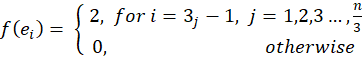 f(e_i) = { 2, for i = 3_j − 1, j = 1,2,3 … , n/3
0, otherwise